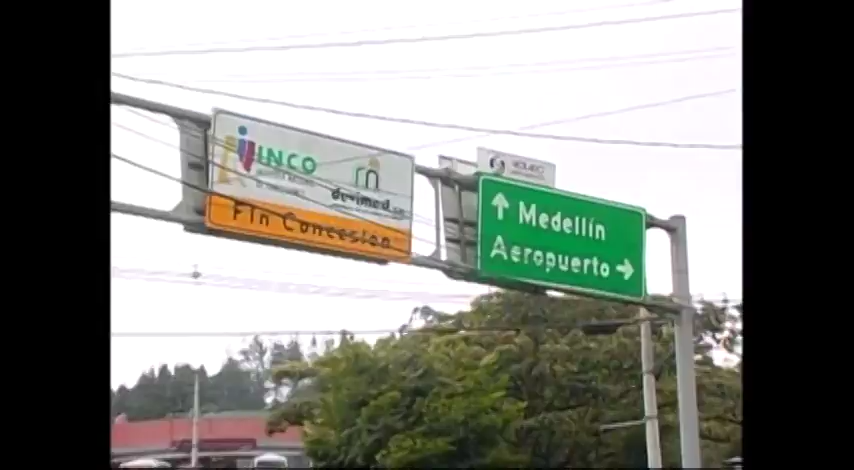 INCO
devimed
Fin Concesión
Medellín
Aeropuerto